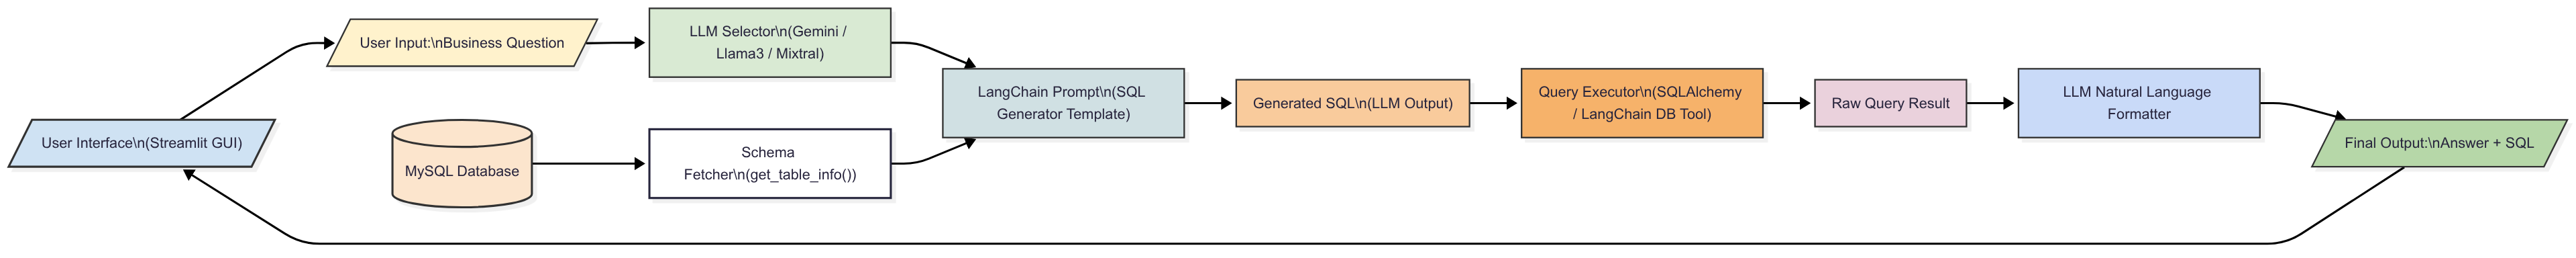 User Interface\n(Streamlit GUI)
User Input:\nBusiness Question
MySQL Database
LLM Selector\n(Gemini /
Llama3 / Mixtral)
Schema
Fetcher\n(get_table_info())
LangChain Prompt\n(SQL
Generator Template)
Generated SQL\n(LLM Output)
Query Executor\n(SQLAlchemy
/ LangChain DB Tool)
Raw Query Result
LLM Natural Language
Formatter
Final Output:\nAnswer + SQL